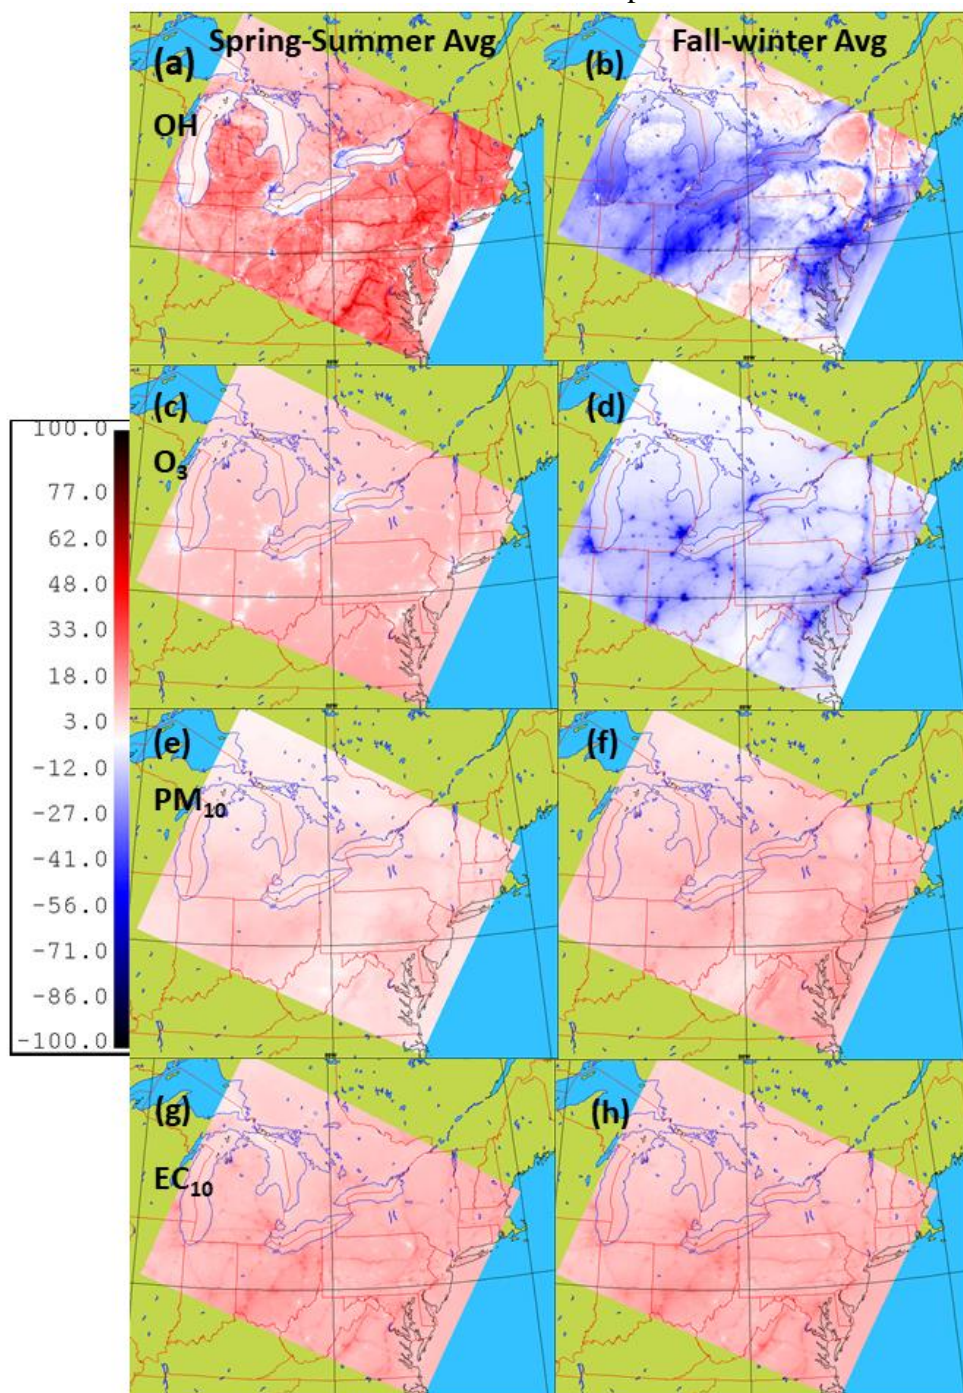 Spring-Summer Avg
Fall-winter Avg
(a)
(b)
OH
(c)
(d)
O₃
100.0
77.0
62.0
48.0
33.0
18.0
3.0
-12.0
-27.0
-41.0
-56.0
-71.0
-86.0
-100.0
(e)
(f)
PM₁₀
(g)
(h)
EC₁₀